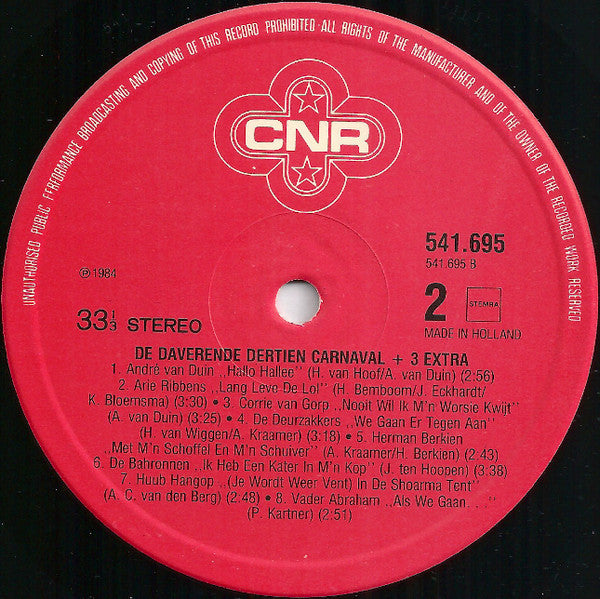 UNAUTHORISED PUBLIC PERFORMANCE BROADCASTING AND COPYING OF THIS RECORD PROHIBITED - ALL RIGHTS OF THE MANUFACTURER AND OF THE OWNER OF THE RECORDED WORK RESERVED
CNR
541.695
541.695 B
℗ 1984
2
STEMRA
33⅓ STEREO
MADE IN HOLLAND
DE DAVERENDE DERTIEN CARNAVAL + 3 EXTRA
1. André van Duin ,,Hallo Hallee'' (H. van Hoof/A. van Duin) (2:56)
2. Arie Ribbens ,,Lang Leve De Lol'' (H. Bemboom/J. Eckhardt/
K. Bloemsma) (3:30) • 3. Corrie van Gorp ,,Nooit Wil Ik M'n Worsie Kwijt''
(A. van Duin) (3:25) • 4. De Deurzakkers ,,We Gaan Er Tegen Aan''
(H. van Wiggen/A. Kraamer) (3:18) • 5. Herman Berkien
,,Met M'n Schoffel En M'n Schuiver'' (A. Kraamer/H. Berkien) (2:43)
6. De Bahronnen ,,Ik Heb Een Kater In M'n Kop'' (J. ten Hoopen) (3:38)
7. Huub Hangop ,,(Je Wordt Weer Vent) In De Shoarma Tent''
(A. C. van den Berg) (2:48) • 8. Vader Abraham ,,Als We Gaan . . ''
(P. Kartner) (2:51)